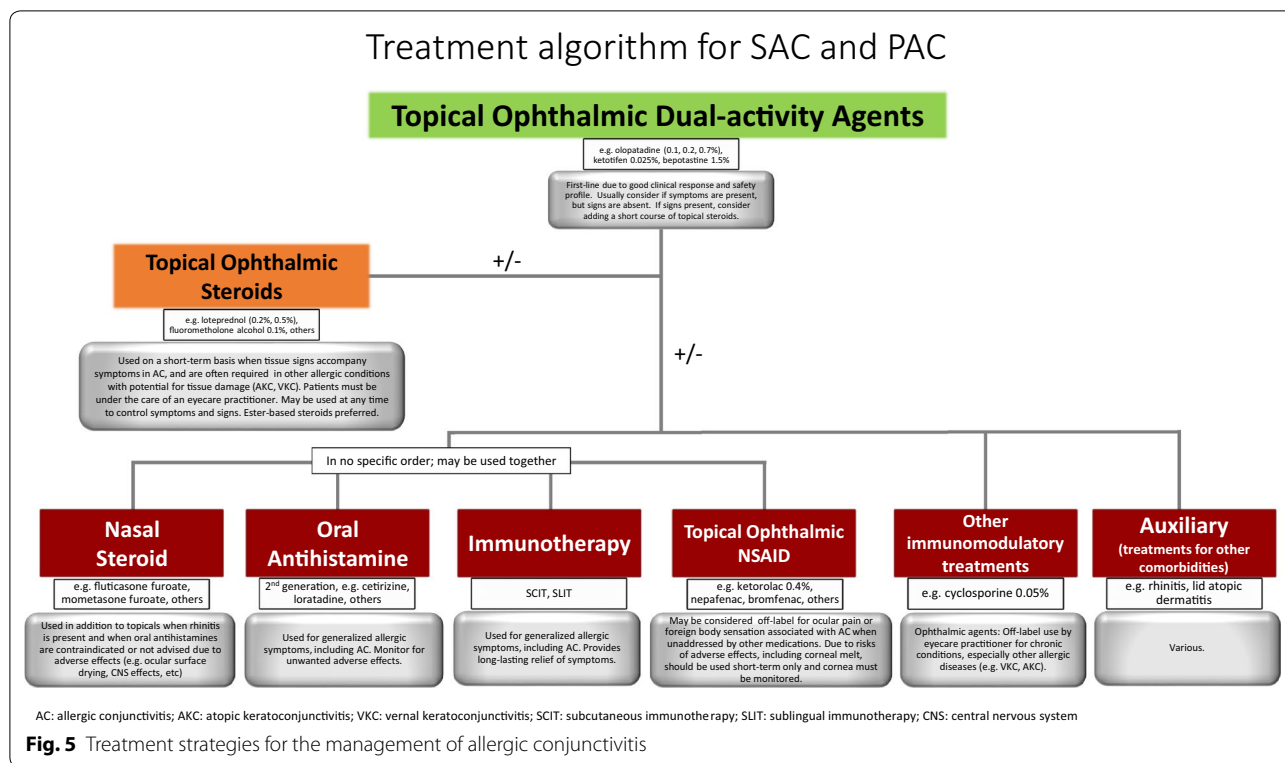 Treatment algorithm for SAC and PAC
Topical Ophthalmic Dual-activity Agents
e.g. olopatadine (0.1, 0.2, 0.7%),
ketotifen 0.025%, bepotastine 1.5%
First-line due to good clinical response and safety
profile. Usually consider if symptoms are present,
but signs are absent. If signs present, consider
adding a short course of topical steroids.
+/-
Topical Ophthalmic
Steroids
e.g. loteprednol (0.2%, 0.5%),
fluorometholone alcohol 0.1%, others
Used on a short-term basis when tissue signs accompany
symptoms in AC, and are often required in other allergic conditions
with potential for tissue damage (AKC, VKC). Patients must be
under the care of an eyecare practitioner. May be used at any time
to control symptoms and signs. Ester-based steroids preferred.
+/-
In no specific order; may be used together
Nasal
Steroid
e.g. fluticasone furoate,
mometasone furoate, others
Used in addition to topicals when rhinitis
is present and when oral antihistamines
are contraindicated or not advised due to
adverse effects (e.g. ocular surface
drying, CNS effects, etc)
Oral
Antihistamine
2nd generation, e.g. cetirizine,
loratadine, others
Used for generalized allergic
symptoms, including AC. Monitor for
unwanted adverse effects.
Immunotherapy
SCIT, SLIT
Used for generalized allergic
symptoms, including AC. Provides
long-lasting relief of symptoms.
Topical Ophthalmic
NSAID
e.g. ketorolac 0.4%,
nepafenac, bromfenac, others
May be considered off-label for ocular pain or
foreign body sensation associated with AC when
unaddressed by other medications. Due to risks
of adverse effects, including corneal melt,
should be used short-term only and cornea must
be monitored.
Other
immunomodulatory
treatments
e.g. cyclosporine 0.05%
Ophthalmic agents: Off-label use by
eyecare practitioner for chronic
conditions, especially other allergic
diseases (e.g. VKC, AKC).
Auxiliary
(treatments for other
comorbidities)
e.g. rhinitis, lid atopic
dermatitis
Various.
AC: allergic conjunctivitis; AKC: atopic keratoconjunctivitis; VKC: vernal keratoconjunctivitis; SCIT: subcutaneous immunotherapy; SLIT: sublingual immunotherapy; CNS: central nervous system
Fig. 5 Treatment strategies for the management of allergic conjunctivitis